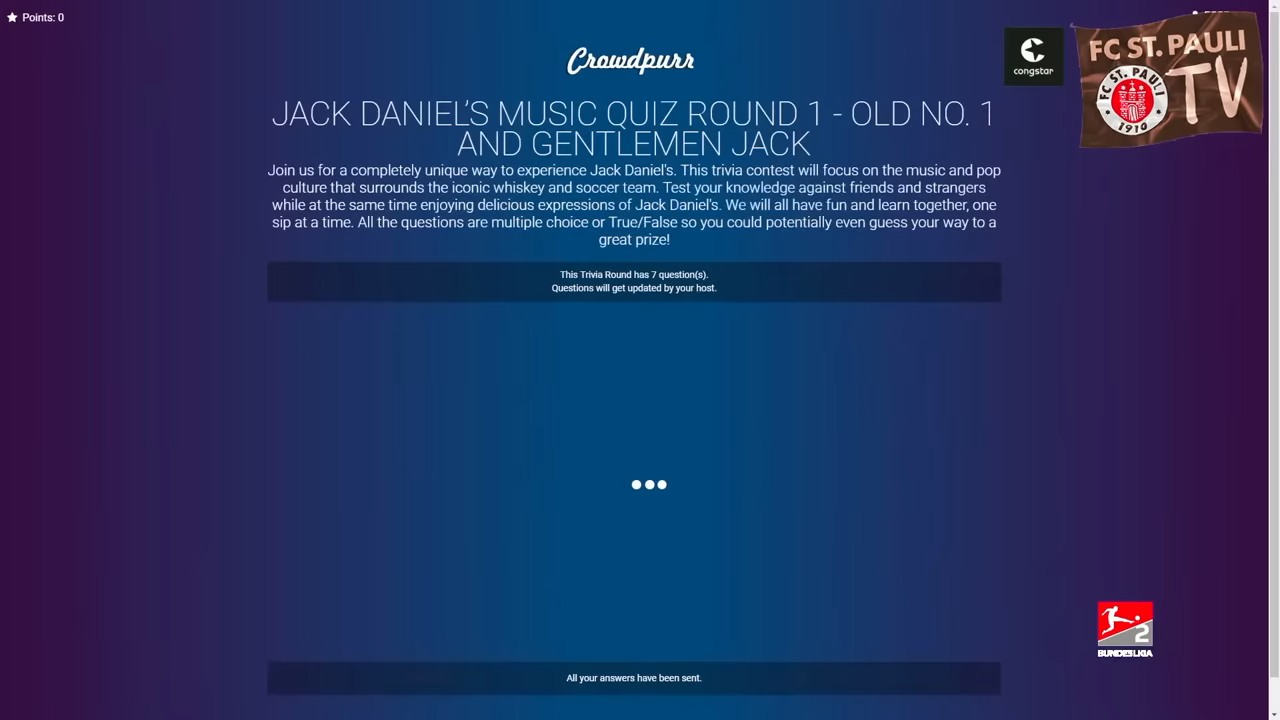 Points: 0
Crowdpurr
congstar
FC ST. PAULI
TV
FC ST. PAULI
1910
JACK DANIEL'S MUSIC QUIZ ROUND 1 - OLD NO. 1
AND GENTLEMEN JACK
Join us for a completely unique way to experience Jack Daniel's. This trivia contest will focus on the music and pop
culture that surrounds the iconic whiskey and soccer team. Test your knowledge against friends and strangers
while at the same time enjoying delicious expressions of Jack Daniel's. We will all have fun and learn together, one
sip at a time. All the questions are multiple choice or True/False so you could potentially even guess your way to a
great prize!
This Trivia Round has 7 question(s).
Questions will get updated by your host.
2
BUNDESLIGA
All your answers have been sent.